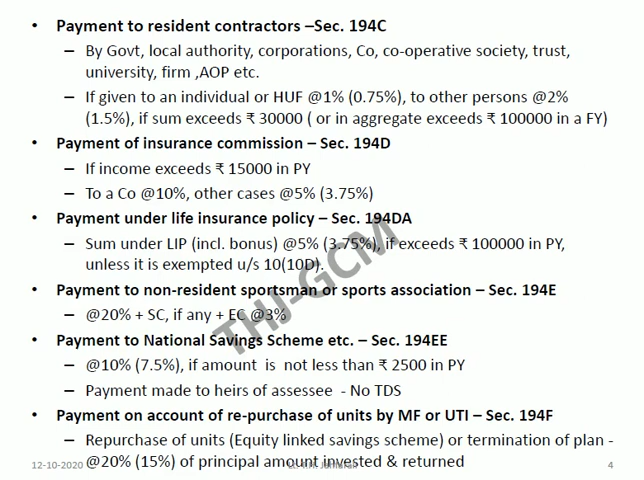 • Payment to resident contractors –Sec. 194C
– By Govt, local authority, corporations, Co, co-operative society, trust,
university, firm ,AOP etc.
– If given to an individual or HUF @1% (0.75%), to other persons @2%
(1.5%), if sum exceeds ₹ 30000 ( or in aggregate exceeds ₹ 100000 in a FY)
• Payment of insurance commission – Sec. 194D
– If income exceeds ₹ 15000 in PY
– To a Co @10%, other cases @5% (3.75%)
• Payment under life insurance policy – Sec. 194DA
– Sum under LIP (incl. bonus) @5% (3.75%), if exceeds ₹ 100000 in PY,
unless it is exempted u/s 10(10D).
• Payment to non-resident sportsman or sports association – Sec. 194E
– @20% + SC, if any + EC @3%
• Payment to National Savings Scheme etc. – Sec. 194EE
– @10% (7.5%), if amount is not less than ₹ 2500 in PY
– Payment made to heirs of assessee - No TDS
• Payment on account of re-purchase of units by MF or UTI – Sec. 194F
– Repurchase of units (Equity linked savings scheme) or termination of plan -
@20% (15%) of principal amount invested & returned
THJ-GCM
12-10-2020
4